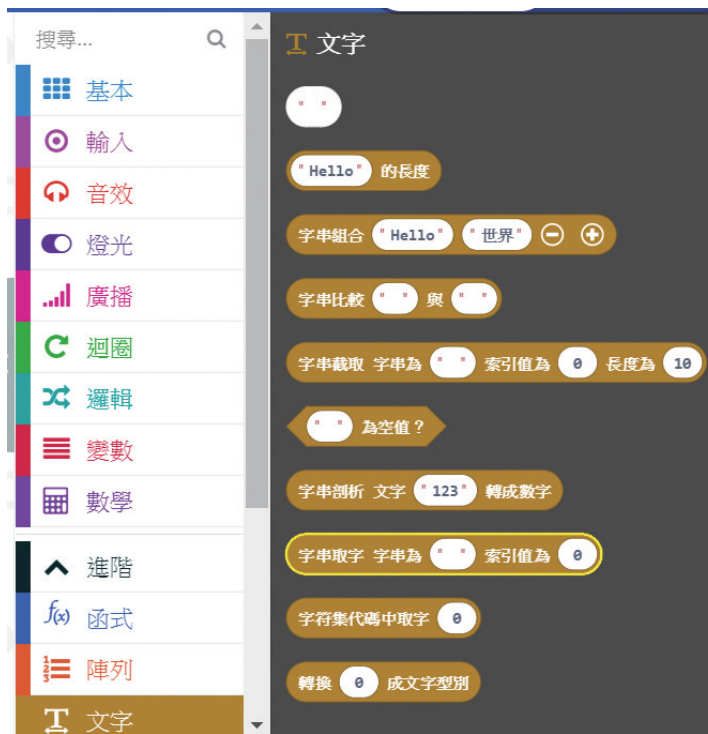 搜尋...
基本
輸入
音效
燈光
廣播
迴圈
邏輯
變數
數學
進階
f(x) 函式
陣列
文字
文字
" "
"Hello" 的長度
字串組合 "Hello" "世界"
字串比較 " " 與 " "
字串截取 字串為 " " 索引值為 0 長度為 10
" " 為空值？
字串剖析 文字 "123" 轉成數字
字串取字 字串為 " " 索引值為 0
字符集代碼中取字 0
轉換 0 成文字型別